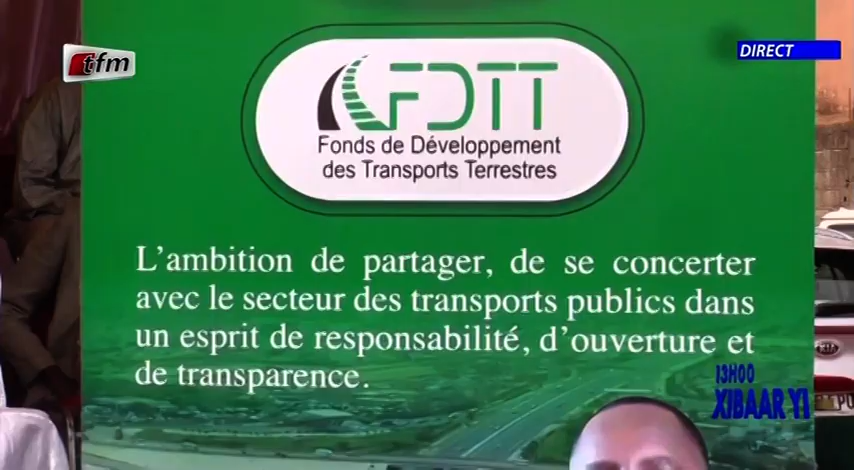 tfm
DIRECT
FDTT
Fonds de Développement
des Transports Terrestres
L'ambition de partager, de se concerter
avec le secteur des transports publics dans
un esprit de responsabilité, d'ouverture et
de transparence.
KIA
13H00
XIBAAR YI